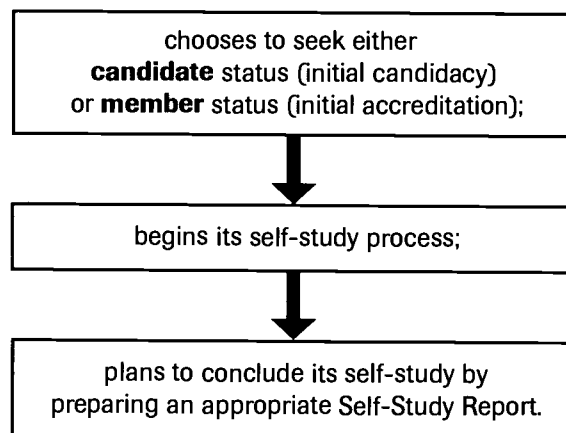 chooses to seek either
candidate status (initial candidacy)
or member status (initial accreditation);
begins its self-study process;
plans to conclude its self-study by
preparing an appropriate Self-Study Report.